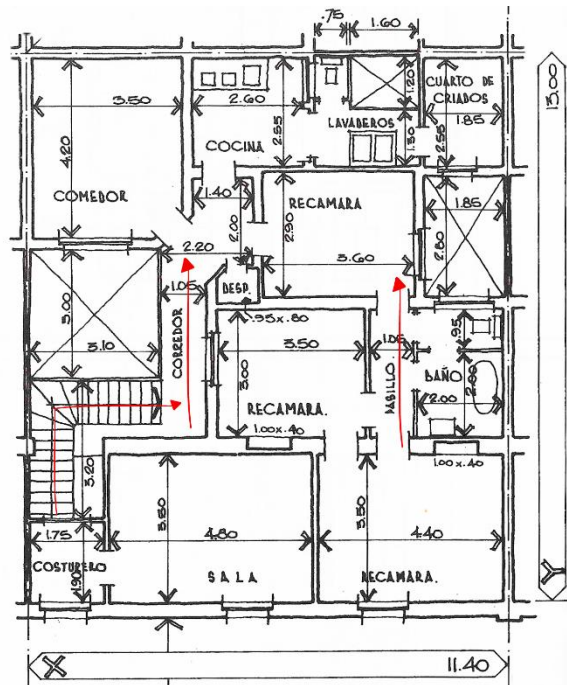 .75
1.60
3.50
2.60
2.55
1.20
LAVADEROS
1.30
CUARTO DE
CRIADOS
1.85
2.55
4.20
COCINA
COMEDOR
1.40
2.00
RECAMARA
2.90
3.60
1.85
2.80
2.20
1.05
DESP.
.95x.80
3.00
3.10
CORREDOR
3.50
3.00
RECAMARA.
1.00x.40
1.05
PASILLO.
.95
BAÑO
2.00
2.00
1.00x.40
3.20
3.50
4.80
SALA
3.50
4.40
RECAMARA.
1.75
COSTURERO
1.90
13.00
Y
X
11.40